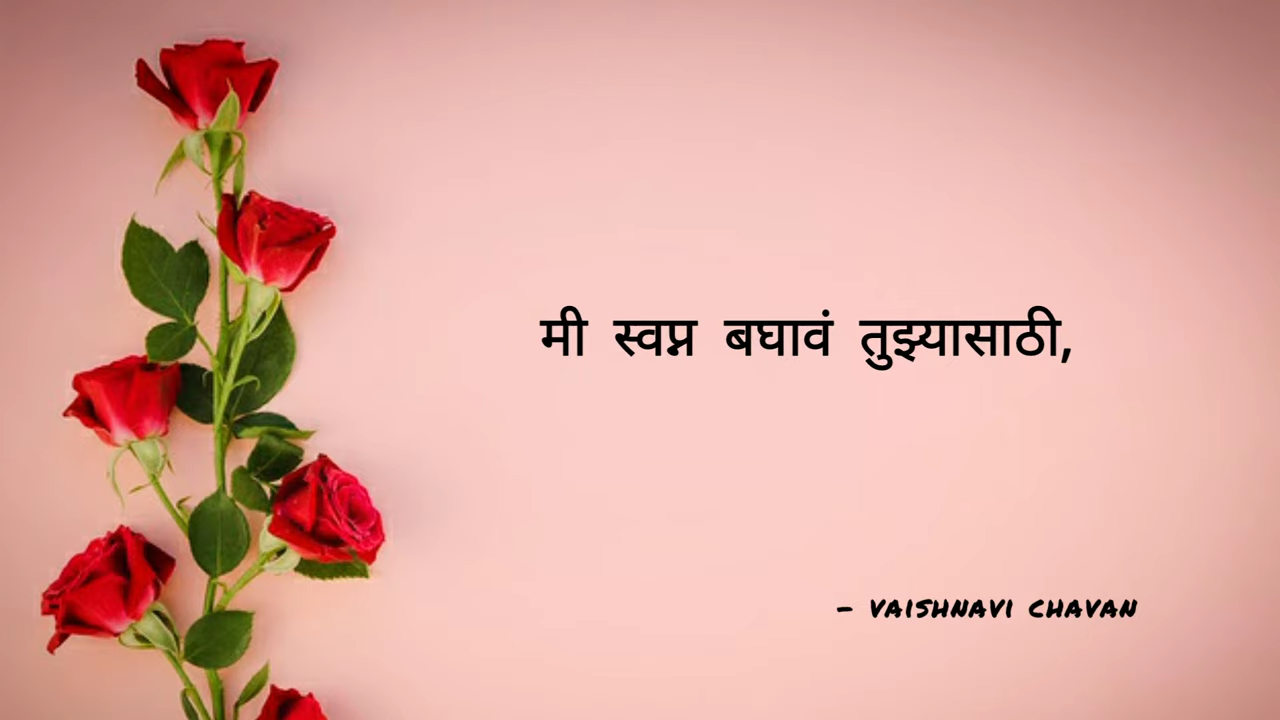 मी स्वप्न बघावं तुझ्यासाठी,
- VAISHNAVI CHAVAN